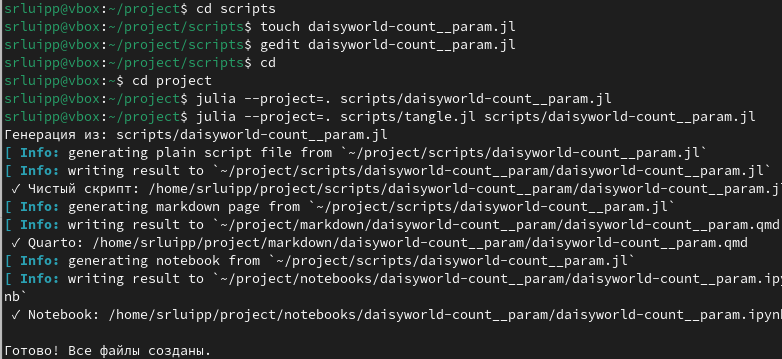 srluipp@vbox:~/project$ cd scripts
srluipp@vbox:~/project/scripts$ touch daisyworld-count__param.jl
srluipp@vbox:~/project/scripts$ gedit daisyworld-count__param.jl
srluipp@vbox:~/project/scripts$ cd
srluipp@vbox:~$ cd project
srluipp@vbox:~/project$ julia --project=. scripts/daisyworld-count__param.jl
srluipp@vbox:~/project$ julia --project=. scripts/tangle.jl scripts/daisyworld-count__param.jl
Генерация из: scripts/daisyworld-count__param.jl
[ Info: generating plain script file from `~/project/scripts/daisyworld-count__param.jl`
[ Info: writing result to `~/project/scripts/daisyworld-count__param/daisyworld-count__param.jl`
✓ Чистый скрипт: /home/srluipp/project/scripts/daisyworld-count__param/daisyworld-count__param.jl
[ Info: generating markdown page from `~/project/scripts/daisyworld-count__param.jl`
[ Info: writing result to `~/project/markdown/daisyworld-count__param/daisyworld-count__param.qmd
✓ Quarto: /home/srluipp/project/markdown/daisyworld-count__param/daisyworld-count__param.qmd
[ Info: generating notebook from `~/project/scripts/daisyworld-count__param.jl`
[ Info: writing result to `~/project/notebooks/daisyworld-count__param/daisyworld-count__param.ipy
nb`
✓ Notebook: /home/srluipp/project/notebooks/daisyworld-count__param/daisyworld-count__param.ipynb
Готово! Все файлы созданы.